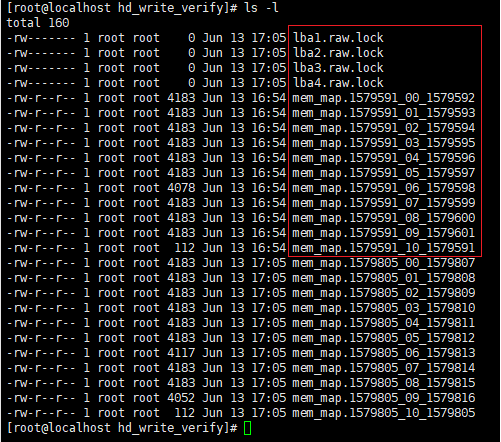 [root@localhost hd_write_verify]# ls -l
total 160
-rw------- 1 root root    0 Jun 13 17:05 lba1.raw.lock
-rw------- 1 root root    0 Jun 13 17:05 lba2.raw.lock
-rw------- 1 root root    0 Jun 13 17:05 lba3.raw.lock
-rw------- 1 root root    0 Jun 13 17:05 lba4.raw.lock
-rw-r--r-- 1 root root 4183 Jun 13 16:54 mem_map.1579591_00_1579592
-rw-r--r-- 1 root root 4183 Jun 13 16:54 mem_map.1579591_01_1579593
-rw-r--r-- 1 root root 4183 Jun 13 16:54 mem_map.1579591_02_1579594
-rw-r--r-- 1 root root 4183 Jun 13 16:54 mem_map.1579591_03_1579595
-rw-r--r-- 1 root root 4183 Jun 13 16:54 mem_map.1579591_04_1579596
-rw-r--r-- 1 root root 4183 Jun 13 16:54 mem_map.1579591_05_1579597
-rw-r--r-- 1 root root 4078 Jun 13 16:54 mem_map.1579591_06_1579598
-rw-r--r-- 1 root root 4183 Jun 13 16:54 mem_map.1579591_07_1579599
-rw-r--r-- 1 root root 4183 Jun 13 16:54 mem_map.1579591_08_1579600
-rw-r--r-- 1 root root 4183 Jun 13 16:54 mem_map.1579591_09_1579601
-rw-r--r-- 1 root root  112 Jun 13 16:54 mem_map.1579591_10_1579591
-rw-r--r-- 1 root root 4183 Jun 13 17:05 mem_map.1579805_00_1579807
-rw-r--r-- 1 root root 4183 Jun 13 17:05 mem_map.1579805_01_1579808
-rw-r--r-- 1 root root 4183 Jun 13 17:05 mem_map.1579805_02_1579809
-rw-r--r-- 1 root root 4183 Jun 13 17:05 mem_map.1579805_03_1579810
-rw-r--r-- 1 root root 4183 Jun 13 17:05 mem_map.1579805_04_1579811
-rw-r--r-- 1 root root 4183 Jun 13 17:05 mem_map.1579805_05_1579812
-rw-r--r-- 1 root root 4117 Jun 13 17:05 mem_map.1579805_06_1579813
-rw-r--r-- 1 root root 4183 Jun 13 17:05 mem_map.1579805_07_1579814
-rw-r--r-- 1 root root 4183 Jun 13 17:05 mem_map.1579805_08_1579815
-rw-r--r-- 1 root root 4052 Jun 13 17:05 mem_map.1579805_09_1579816
-rw-r--r-- 1 root root  112 Jun 13 17:05 mem_map.1579805_10_1579805
[root@localhost hd_write_verify]#